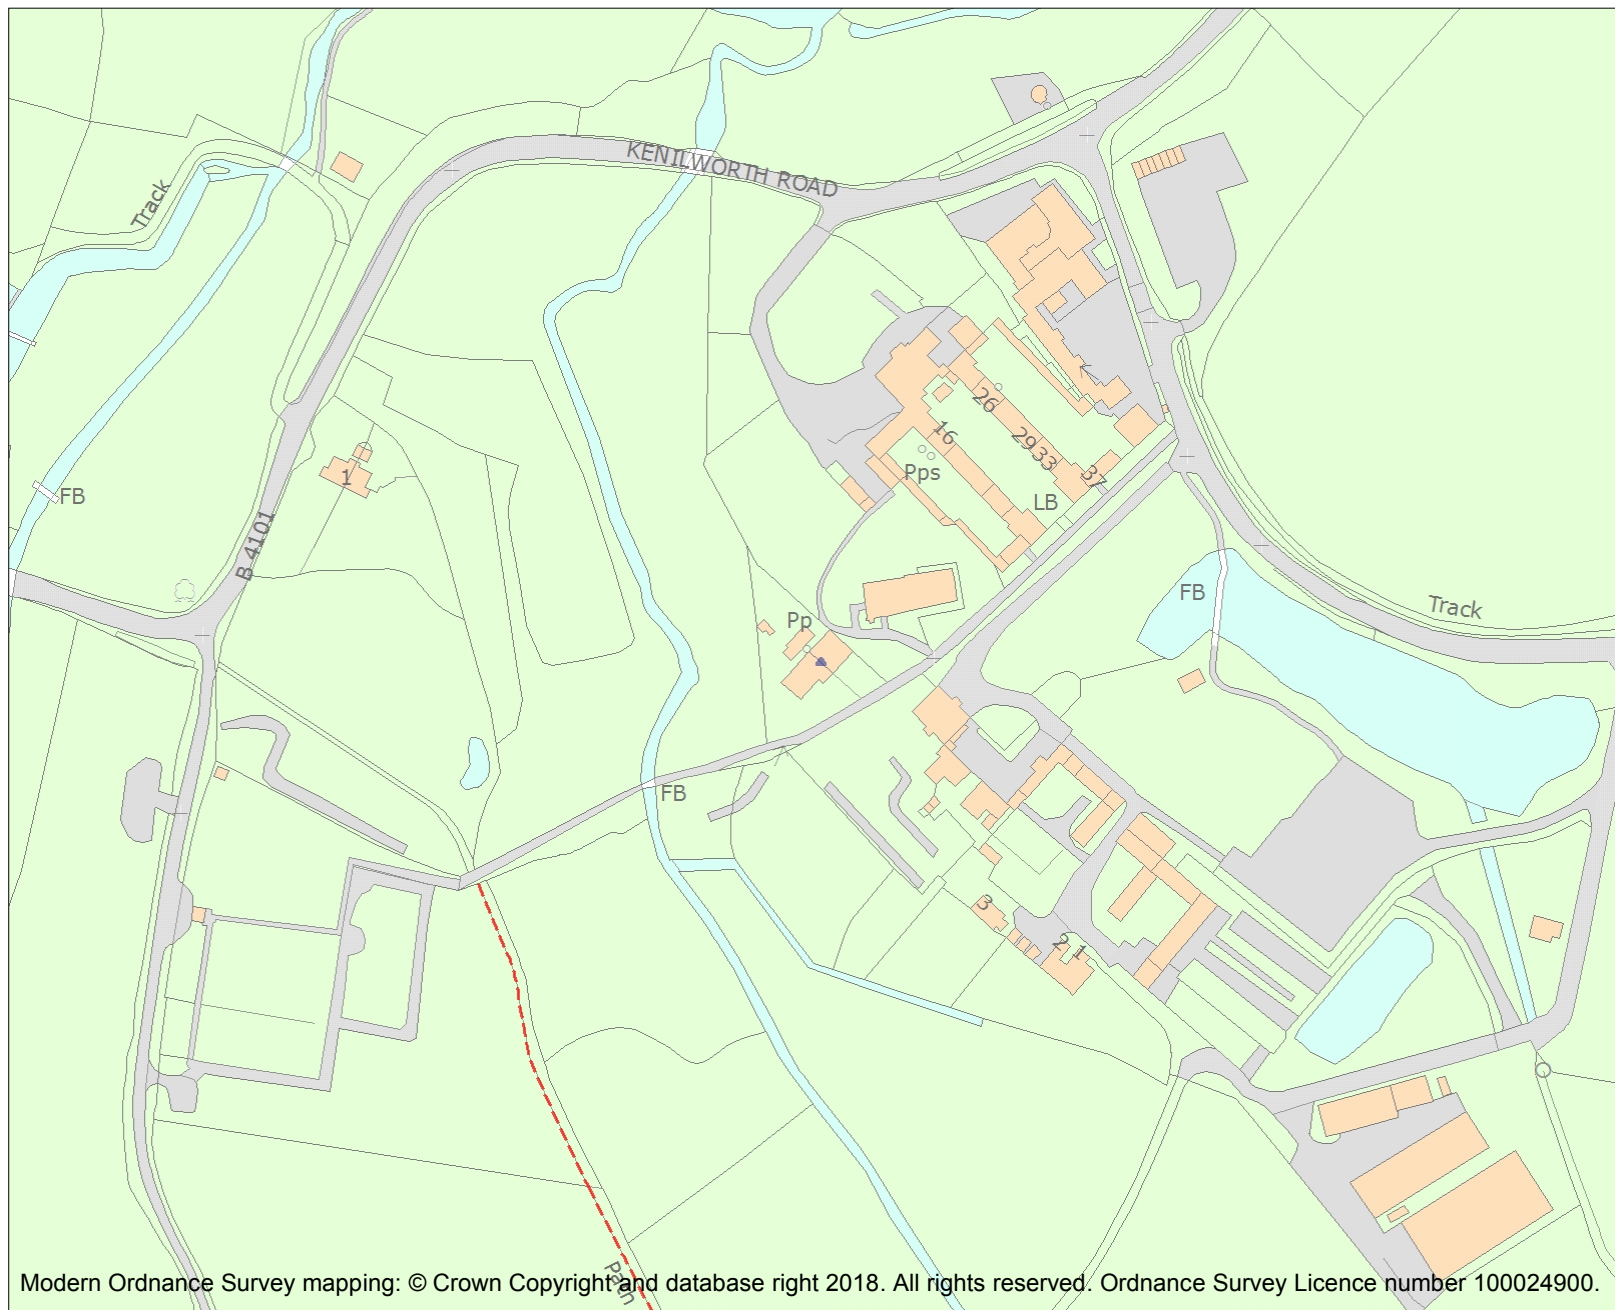 KENILWORTH ROAD
Track
26
16
29
33
37
1
Pps
LB
FB
B 4101
FB
Track
Pp
FB
3
2
1
Path
Modern Ordnance Survey mapping: © Crown Copyright and database right 2018. All rights reserved. Ordnance Survey Licence number 100024900.